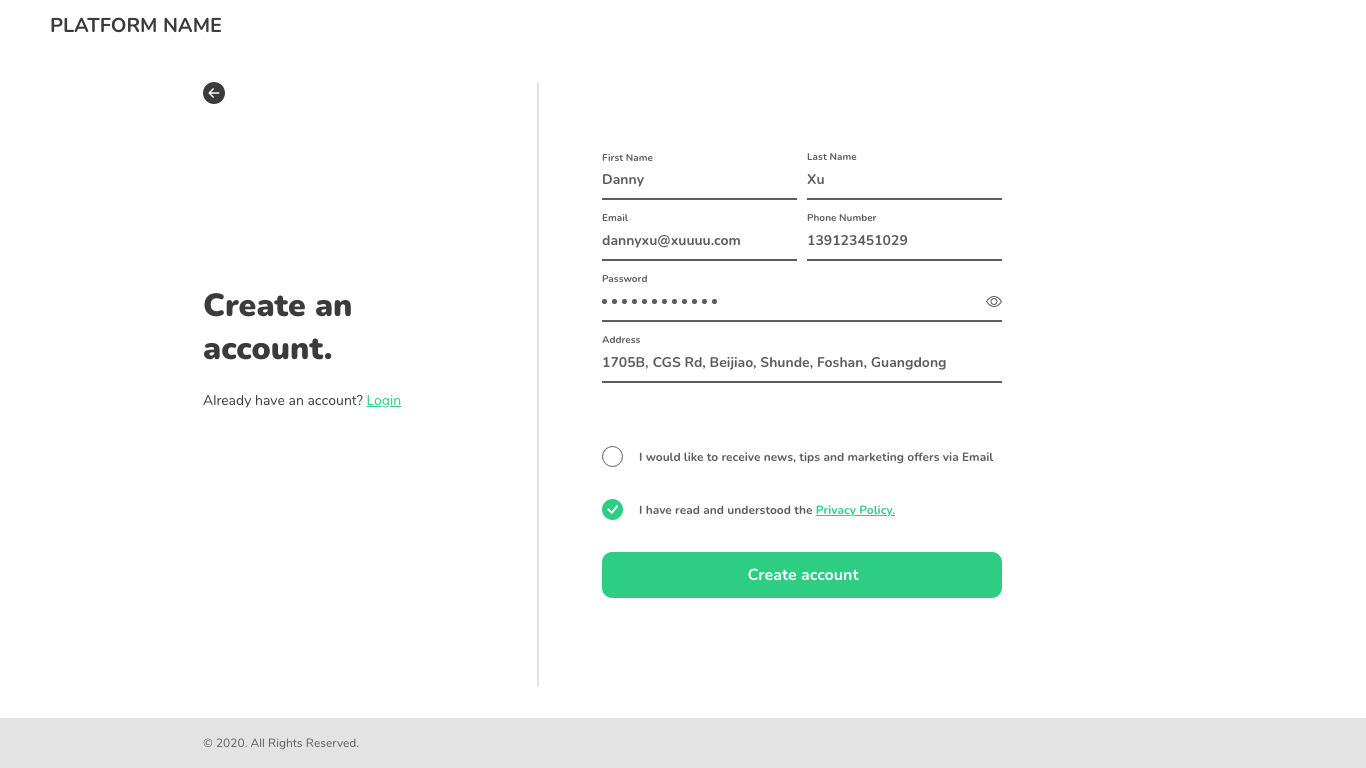 PLATFORM NAME
Create an
account.
Already have an account? Login
First Name
Danny
Last Name
Xu
Email
dannyxu@xuuuu.com
Phone Number
139123451029
Password
Address
1705B, CGS Rd, Beijiao, Shunde, Foshan, Guangdong
I would like to receive news, tips and marketing offers via Email
I have read and understood the Privacy Policy.
Create account
© 2020. All Rights Reserved.